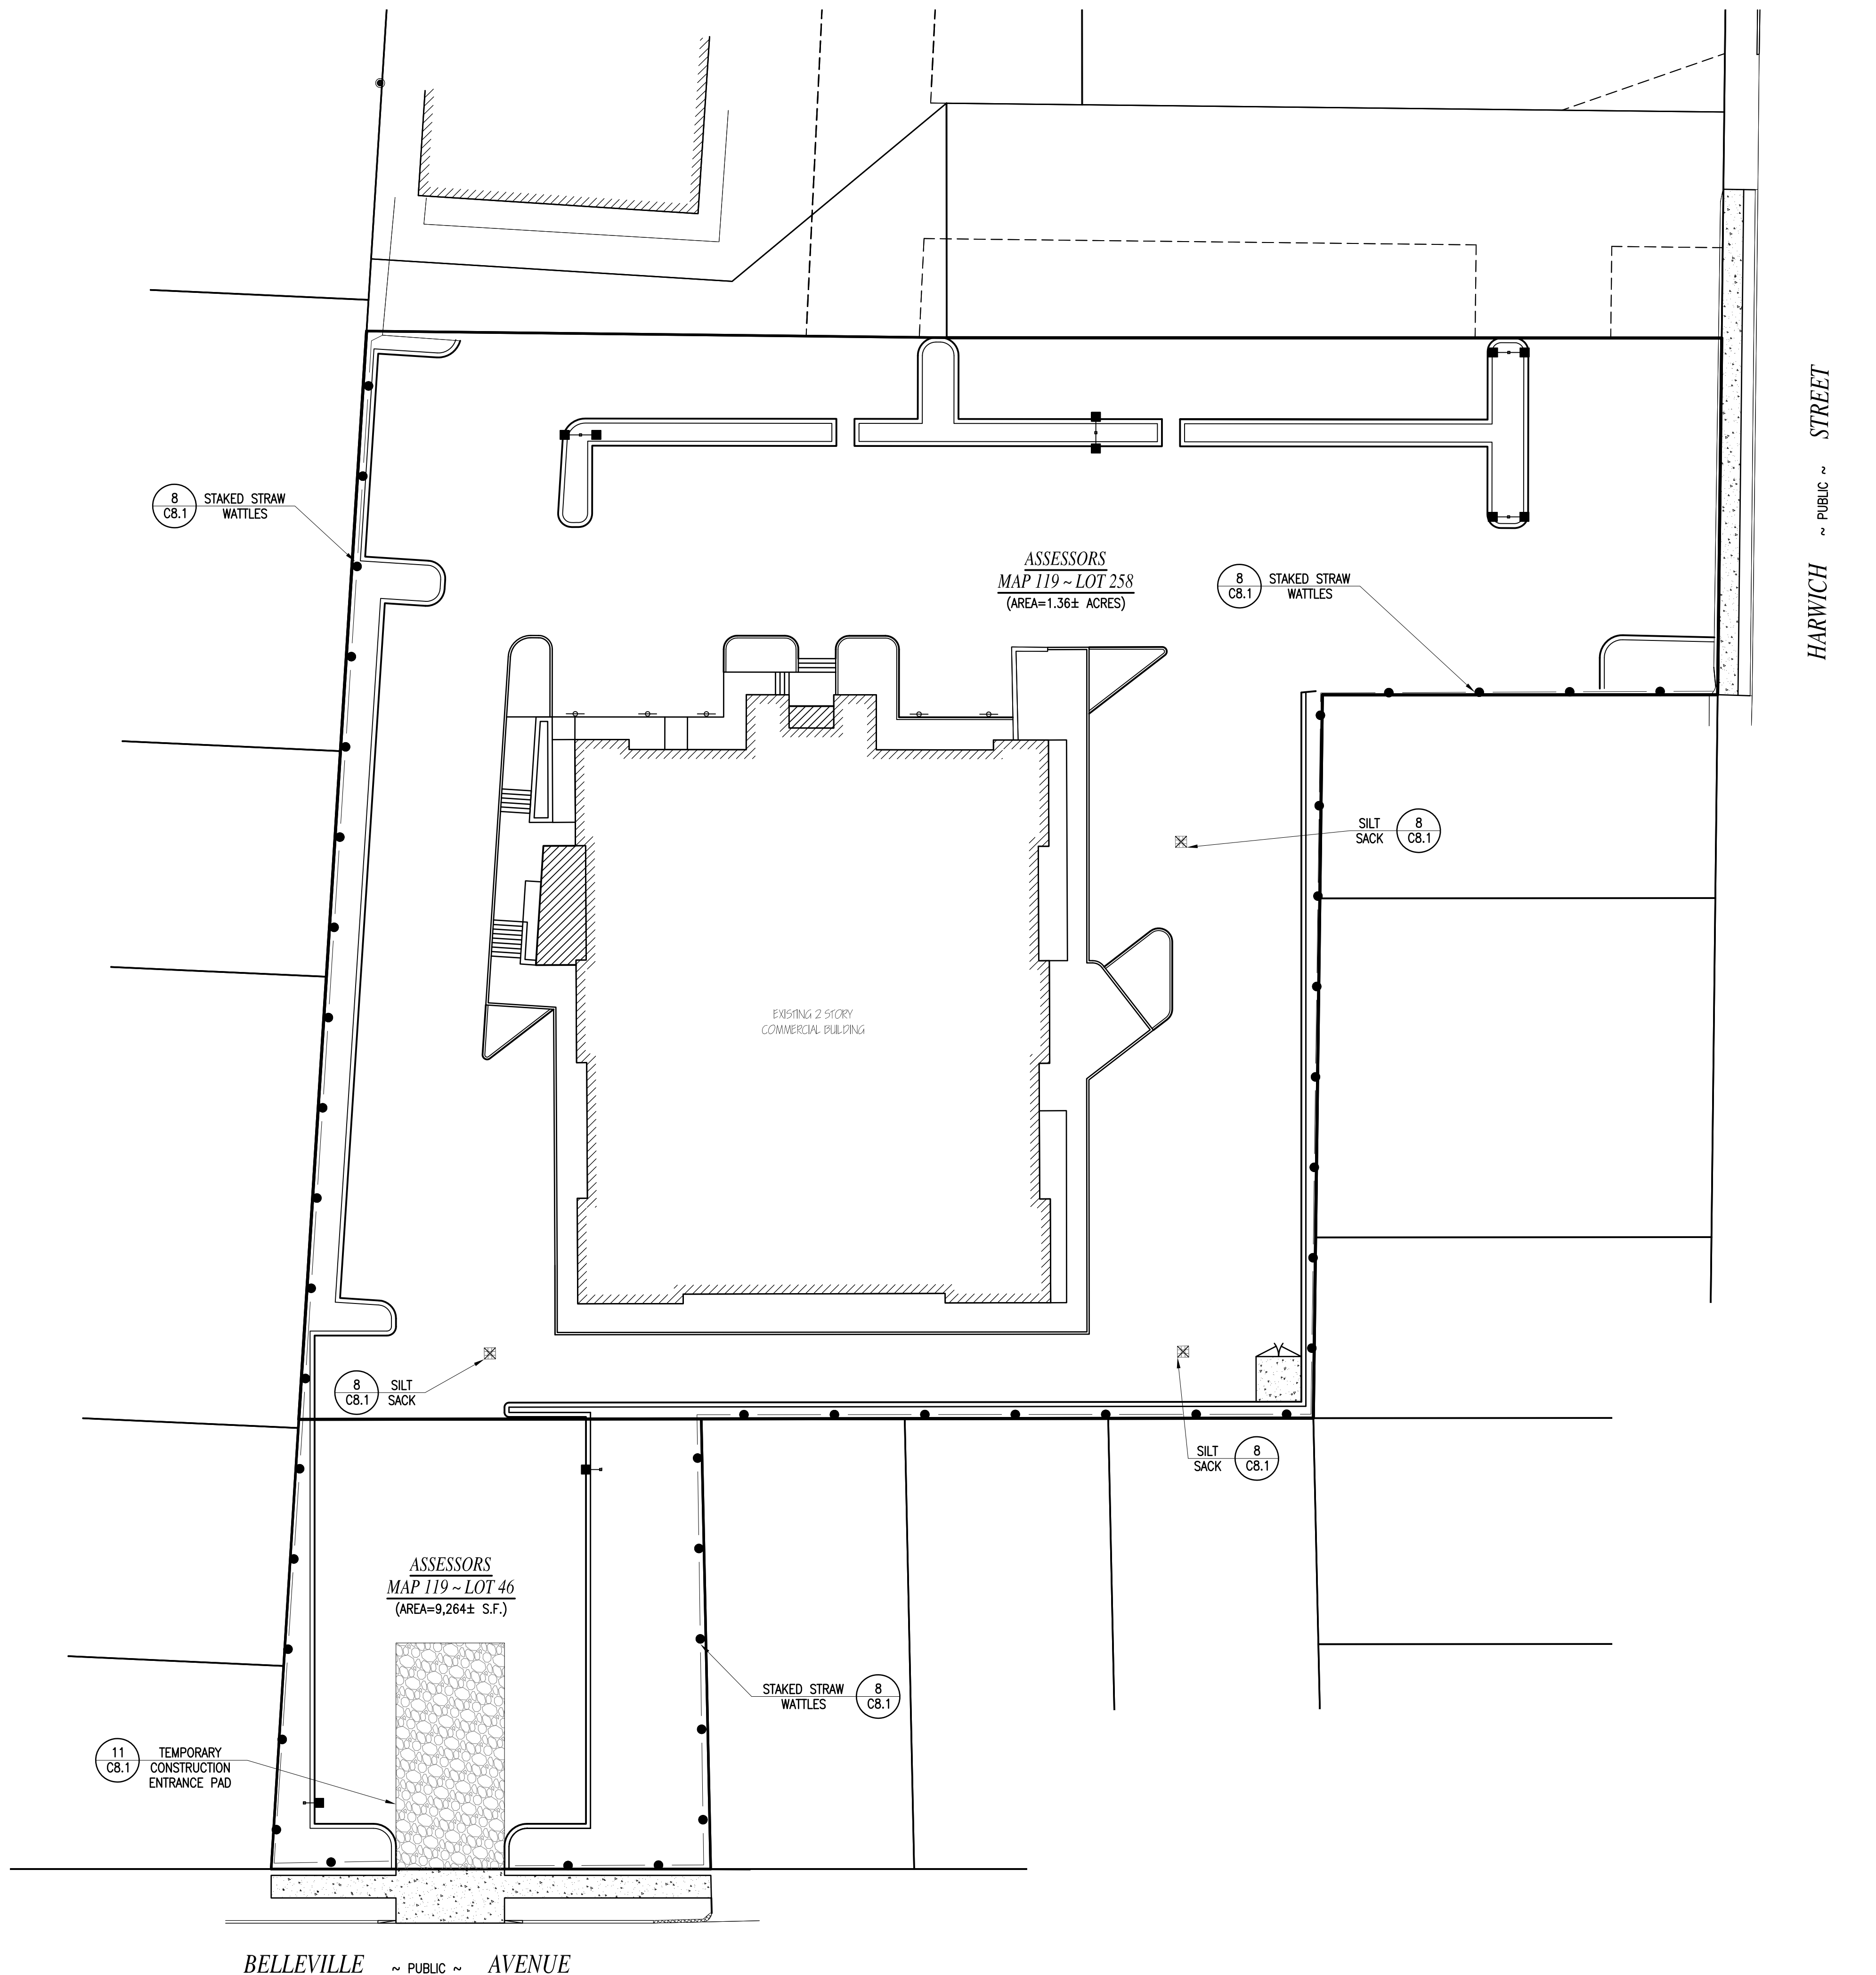 HARWICH ~ PUBLIC ~ STREET
8
C8.1
STAKED STRAW
WATTLES
ASSESSORS
MAP 119 ~ LOT 258
(AREA=1.36± ACRES)
8
C8.1
STAKED STRAW
WATTLES
SILT
SACK
8
C8.1
EXISTING 2 STORY
COMMERCIAL BUILDING
8
C8.1
SILT
SACK
SILT
SACK
8
C8.1
ASSESSORS
MAP 119 ~ LOT 46
(AREA=9,264± S.F.)
STAKED STRAW
WATTLES
8
C8.1
11
C8.1
TEMPORARY
CONSTRUCTION
ENTRANCE PAD
BELLEVILLE ~ PUBLIC ~ AVENUE